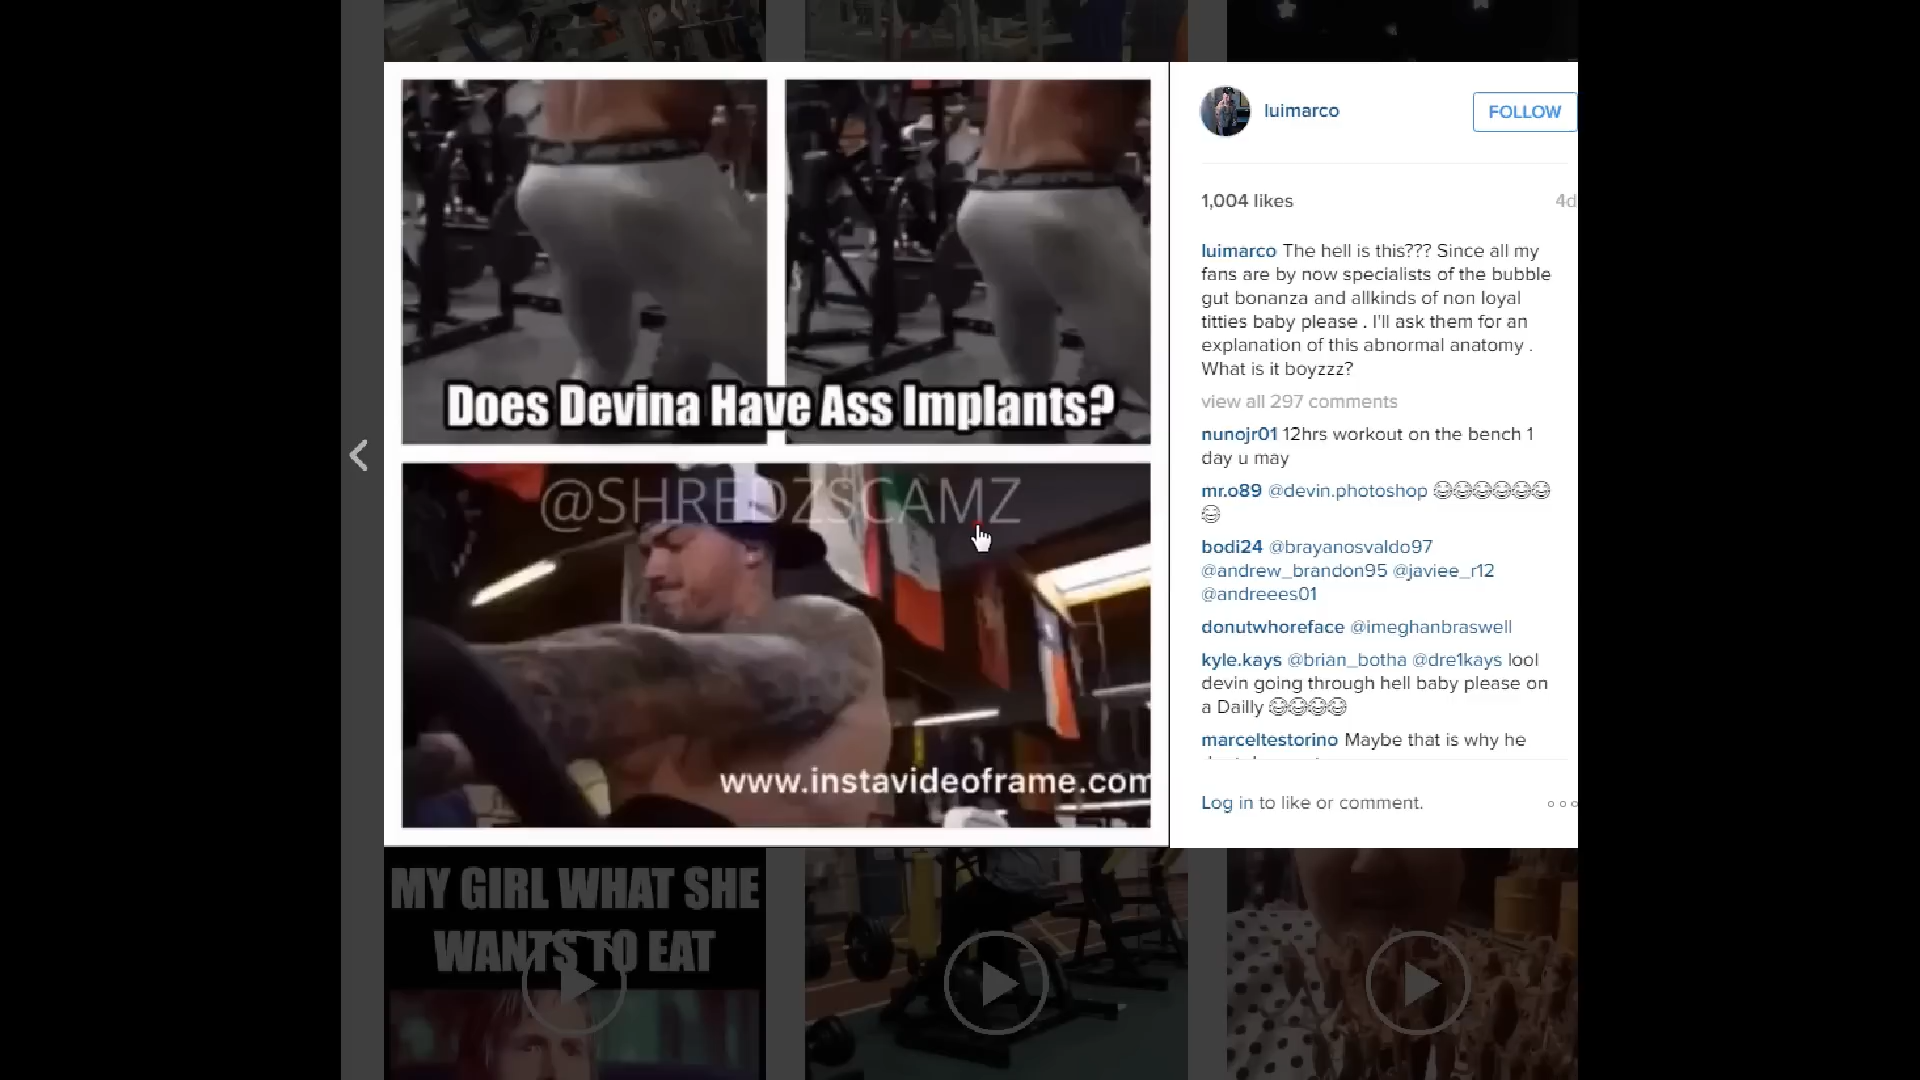 Does Devina Have Ass Implants?
@SHREDZSCAMZ
www.instavideoframe.com
MY GIRL WHAT SHE
WANTS TO EAT
luimarco
FOLLOW
1,004 likes
4d
luimarco The hell is this??? Since all my
fans are by now specialists of the bubble
gut bonanza and allkinds of non loyal
titties baby please . I'll ask them for an
explanation of this abnormal anatomy .
What is it boyzzz?
view all 297 comments
nunojr01 12hrs workout on the bench 1
day u may
mr.o89 @devin.photoshop 😂😂😂😂😂😂
😂
bodi24 @brayanosvaldo97
@andrew_brandon95 @javiee_r12
@andreees01
donutwhoreface @imeghanbraswell
kyle.kays @brian_botha @dre1kays lool
devin going through hell baby please on
a Dailly 😂😂😂😂
marceltestorino Maybe that is why he
Log in to like or comment.